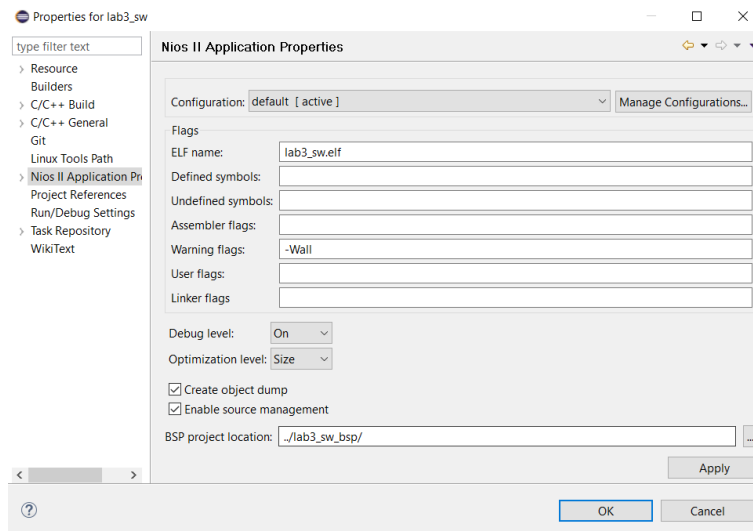 Properties for lab3_sw
type filter text
Resource
Builders
C/C++ Build
C/C++ General
Git
Linux Tools Path
Nios II Application Pr
Project References
Run/Debug Settings
Task Repository
WikiText
Nios II Application Properties
Configuration: default [ active ] Manage Configurations...
Flags
ELF name: lab3_sw.elf
Defined symbols:
Undefined symbols:
Assembler flags:
Warning flags: -Wall
User flags:
Linker flags
Debug level: On
Optimization level: Size
Create object dump
Enable source management
BSP project location: ../lab3_sw_bsp/ ...
Apply
? OK Cancel